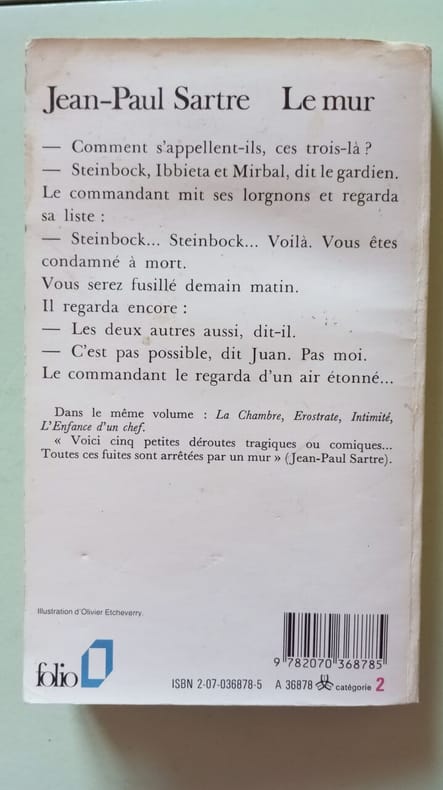 Jean-Paul Sartre Le mur
— Comment s'appellent-ils, ces trois-là ?
— Steinbock, Ibbieta et Mirbal, dit le gardien.
Le commandant mit ses lorgnons et regarda
sa liste :
— Steinbock... Steinbock... Voilà. Vous êtes
condamné à mort.
Vous serez fusillé demain matin.
Il regarda encore :
— Les deux autres aussi, dit-il.
— C'est pas possible, dit Juan. Pas moi.
Le commandant le regarda d'un air étonné...
Dans le même volume : La Chambre, Erostrate, Intimité,
L'Enfance d'un chef.
« Voici cinq petites déroutes tragiques ou comiques...
Toutes ces fuites sont arrêtées par un mur » (Jean-Paul Sartre).
Illustration d'Olivier Etcheverry.
folio
9 782070 368785
ISBN 2-07-036878-5 A 36878 catégorie 2